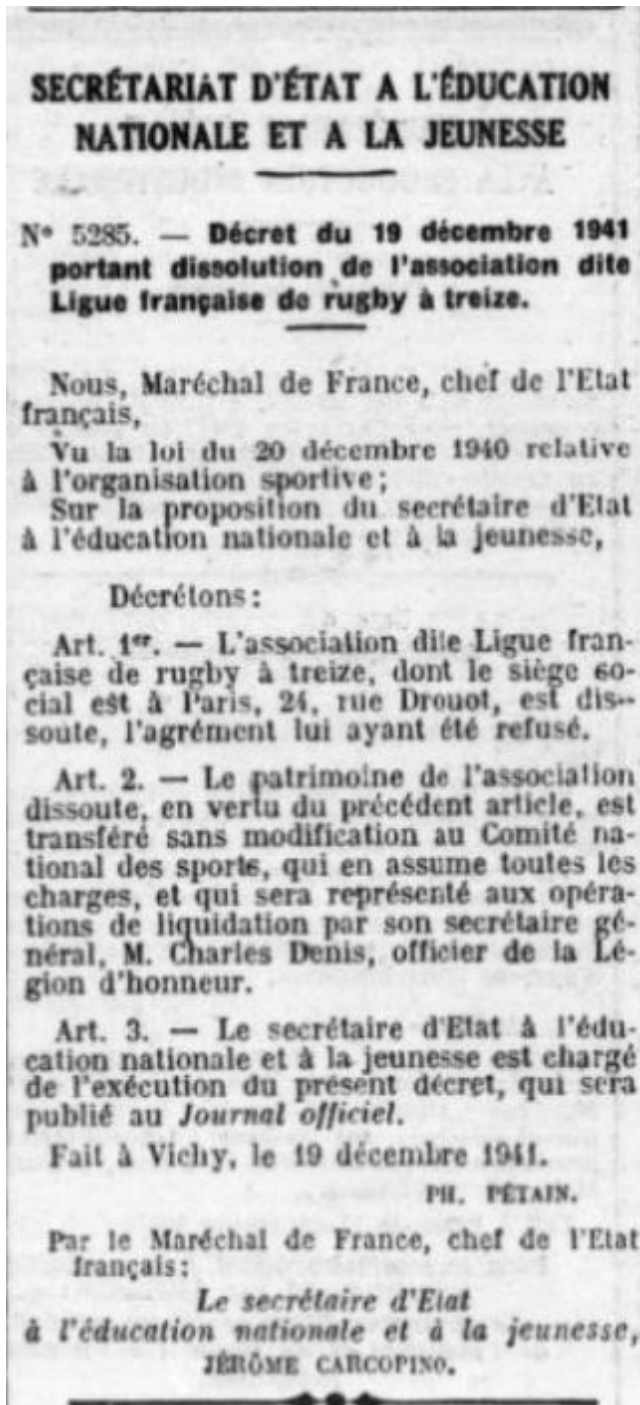 SECRÉTARIAT D'ÉTAT A L'ÉDUCATION
NATIONALE ET A LA JEUNESSE
N° 5285. — Décret du 19 décembre 1941
portant dissolution de l'association dite
Ligue française de rugby à treize.
Nous, Maréchal de France, chef de l'Etat
français,
Vu la loi du 20 décembre 1940 relative
à l'organisation sportive;
Sur la proposition du secrétaire d'Etat
à l'éducation nationale et à la jeunesse,
Décrétons:
Art. 1er. — L'association dite Ligue fran-
çaise de rugby à treize, dont le siège so-
cial est à Paris, 24, rue Drouot, est dis-
soute, l'agrément lui ayant été refusé.
Art. 2. — Le patrimoine de l'association
dissoute, en vertu du précédent article, est
transféré sans modification au Comité na-
tional des sports, qui en assume toutes les
charges, et qui sera représenté aux opéra-
tions de liquidation par son secrétaire gé-
néral, M. Charles Denis, officier de la Lé-
gion d'honneur.
Art. 3. — Le secrétaire d'Etat à l'édu-
cation nationale et à la jeunesse est chargé
de l'exécution du présent décret, qui sera
publié au Journal officiel.
Fait à Vichy, le 19 décembre 1941.
PH. PÉTAIN.
Par le Maréchal de France, chef de l'Etat
français:
Le secrétaire d'Etat
à l'éducation nationale et à la jeunesse,
JÉRÔME CARCOPINO.